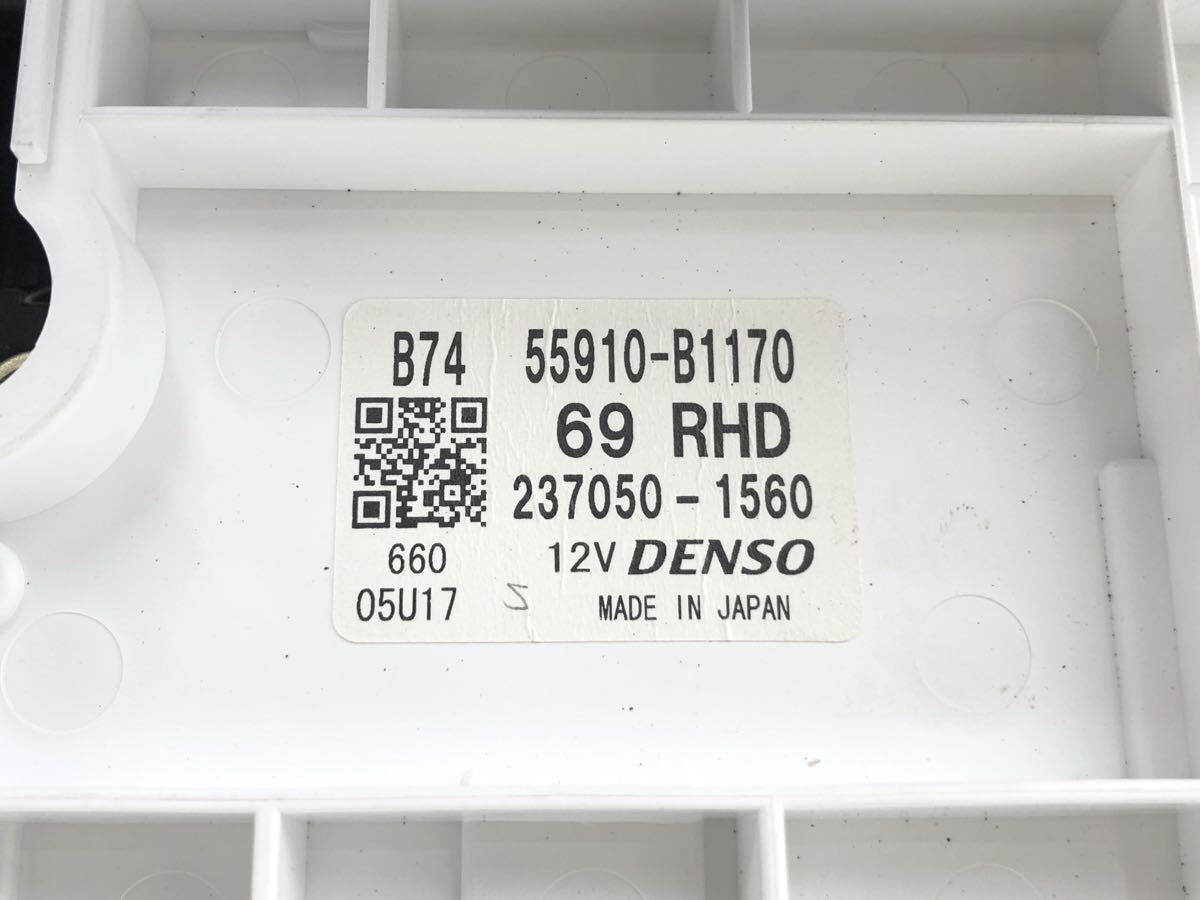 B74 55910-B1170
69 RHD
237050-1560
660 12V DENSO
05U17 S MADE IN JAPAN